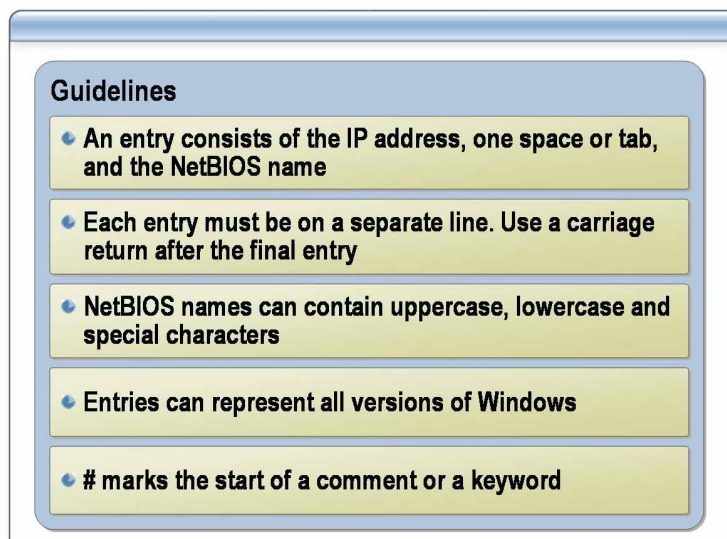 Guidelines
An entry consists of the IP address, one space or tab,
and the NetBIOS name
Each entry must be on a separate line. Use a carriage
return after the final entry
NetBIOS names can contain uppercase, lowercase and
special characters
Entries can represent all versions of Windows
# marks the start of a comment or a keyword